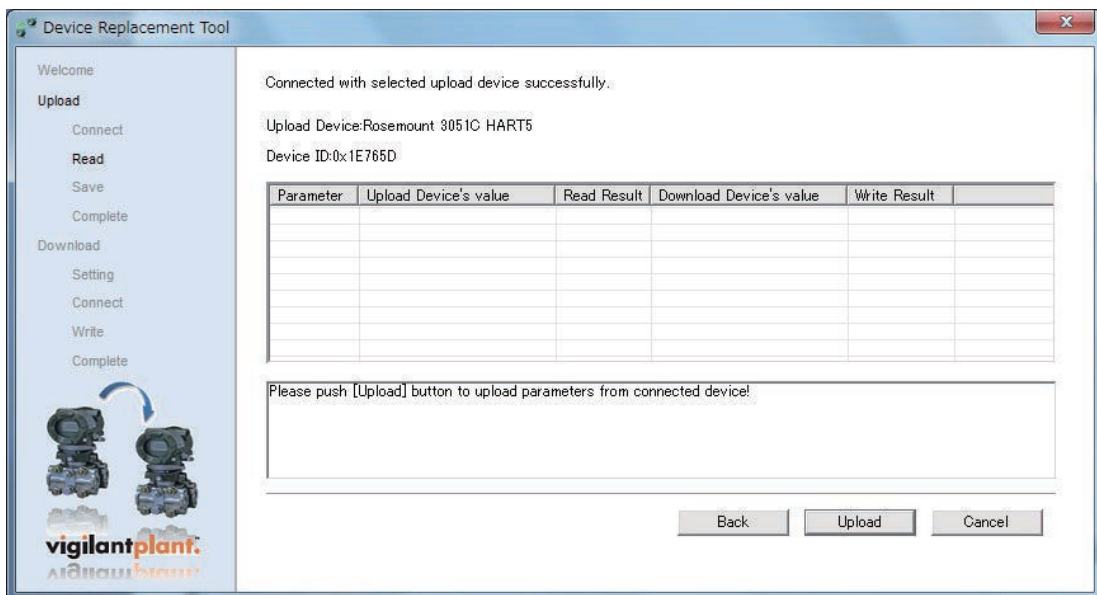 Device Replacement Tool
Welcome
Upload
Connect
Read
Save
Complete
Download
Setting
Connect
Write
Complete
vigilantplant.
Connected with selected upload device successfully.
Upload Device:Rosemount 3051C HART5
Device ID:0x1E765D
Parameter Upload Device's value Read Result Download Device's value Write Result
Please push [Upload] button to upload parameters from connected device!
Back Upload Cancel